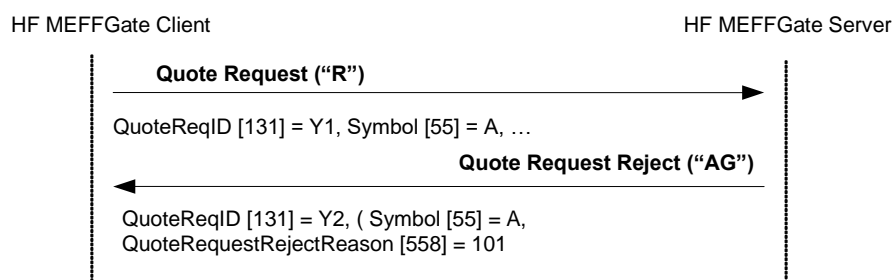 HF MEFFGate Client
HF MEFFGate Server
Quote Request (“R”)
QuoteReqID [131] = Y1, Symbol [55] = A, …
Quote Request Reject (“AG”)
QuoteReqID [131] = Y2, ( Symbol [55] = A,
QuoteRequestRejectReason [558] = 101